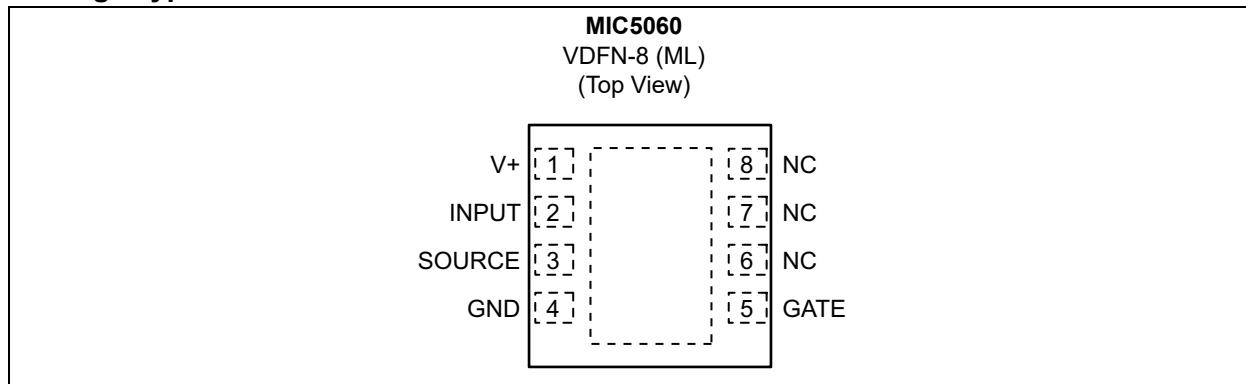 MIC5060
VDFN-8 (ML)
(Top View)
V+ 1 8 NC
INPUT 2 7 NC
SOURCE 3 6 NC
GND 4 5 GATE